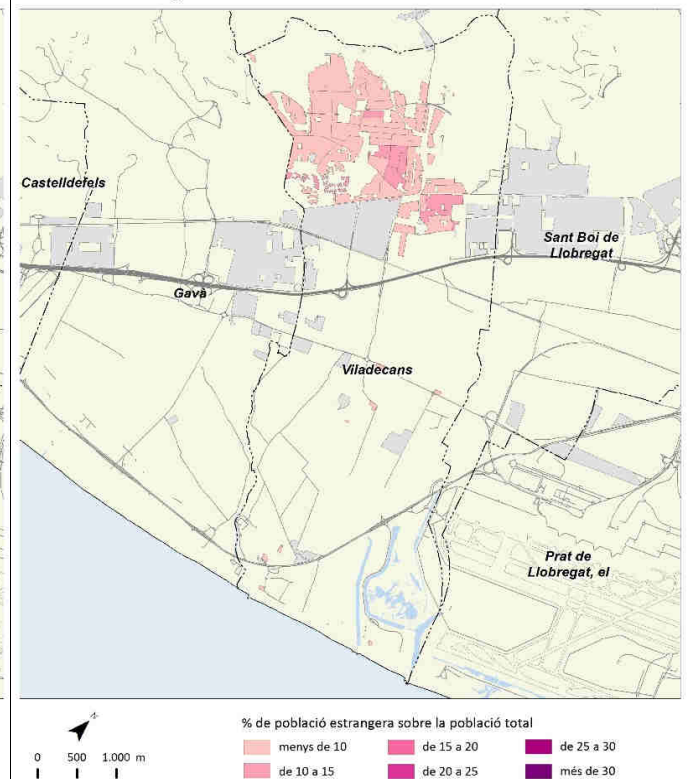 Castelldefels
Sant Boi de
Llobregat
Gavà
Viladecans
Prat de
Llobregat, el
N
0 500 1.000 m
% de població estrangera sobre la població total
menys de 10
de 15 a 20
de 25 a 30
de 10 a 15
de 20 a 25
més de 30